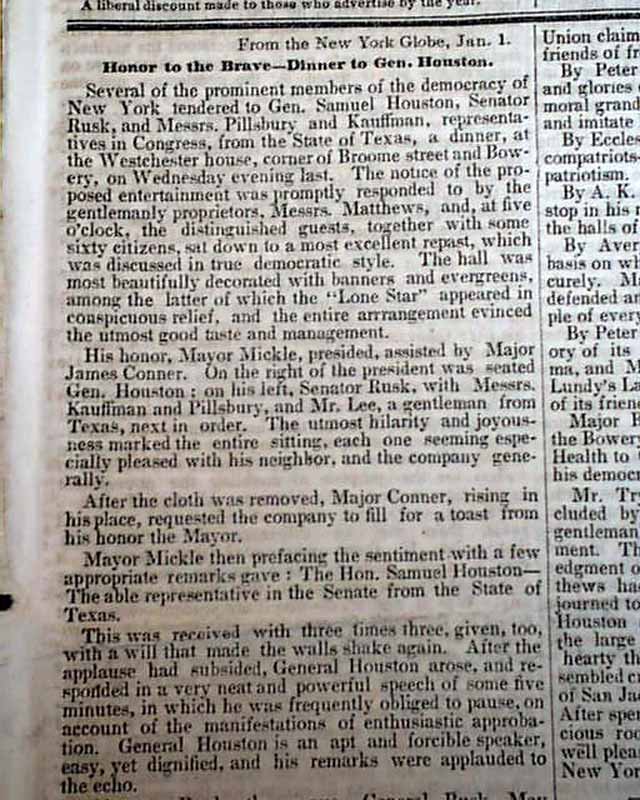 A liberal discount made to those who advertise by the year.
From the New York Globe, Jan. 1.
Honor to the Brave—Dinner to Gen. Houston.
Several of the prominent members of the democracy of
New York tendered to Gen. Samuel Houston, Senator
Rusk, and Messrs. Pillsbury and Kauffman, representa-
tives in Congress, from the State of Texas, a dinner, at
the Westchester house, corner of Broome street and Bow-
ery, on Wednesday evening last. The notice of the pro-
posed entertainment was promptly responded to by the
gentlemanly proprietors, Messrs. Matthews, and, at five
o'clock, the distinguished guests, together with some
sixty citizens, sat down to a most excellent repast, which
was discussed in true democratic style. The hall was
most beautifully decorated with banners and evergreens,
among the latter of which the "Lone Star" appeared in
conspicuous relief, and the entire arrrangement evinced
the utmost good taste and management.
His honor, Mayor Mickle, presided, assisted by Major
James Conner. On the right of the president was seated
Gen. Houston; on his left, Senator Rusk, with Messrs.
Kauffman and Pillsbury, and Mr. Lee, a gentleman from
Texas, next in order. The utmost hilarity and joyous-
ness marked the entire sitting, each one seeming espe-
cially pleased with his neighbor, and the company gene-
rally.
After the cloth was removed, Major Conner, rising in
his place, requested the company to fill for a toast from
his honor the Mayor.
Mayor Mickle then prefacing the sentiment with a few
appropriate remarks gave: The Hon. Samuel Houston—
The able representative in the Senate from the State of
Texas.
This was received with three times three, given, too,
with a will that made the walls shake again. After the
applause had subsided, General Houston arose, and re-
sponded in a very neat and powerful speech of some five
minutes, in which he was frequently obliged to pause, on
account of the manifestations of enthusiastic approba-
tion. General Houston is an apt and forcible speaker,
easy, yet dignified, and his remarks were applauded to
the echo.
Union claim
friends of fr
By Peter
and glories
moral grand
and imitate
By Eccles
compatriots
patriotism.
By A. K.
stop in his
the halls of
By Aver
basis on wh
curely. M
defended a
ple of every
By Peter
ory of its
ma, and M
Lundy's La
of its frien
Major H
the Bowery
Health to
his democr
Mr. Tr
cluded by
gentleman
ment. Th
edgment o
thews ha
journed to
Houston
the large
hearty th
sembled c
of San Ja
After spe
cious roo
well plea
New Yor